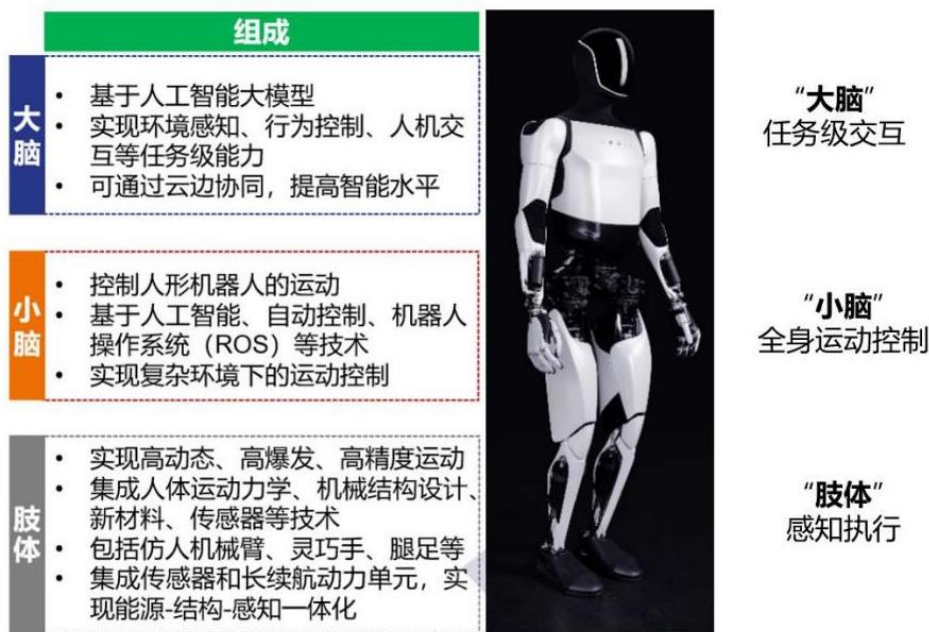 组成
大脑
• 基于人工智能大模型
• 实现环境感知、行为控制、人机交
互等任务级能力
• 可通过云边协同，提高智能水平
“大脑”
任务级交互
小脑
• 控制人形机器人的运动
• 基于人工智能、自动控制、机器人
操作系统（ROS）等技术
• 实现复杂环境下的运动控制
“小脑”
全身运动控制
肢体
• 实现高动态、高爆发、高精度运动
• 集成人体运动力学、机械结构设计、
新材料、传感器等技术
• 包括仿人机械臂、灵巧手、腿足等
• 集成传感器和长续航动力单元，实
现能源-结构-感知一体化
“肢体”
感知执行